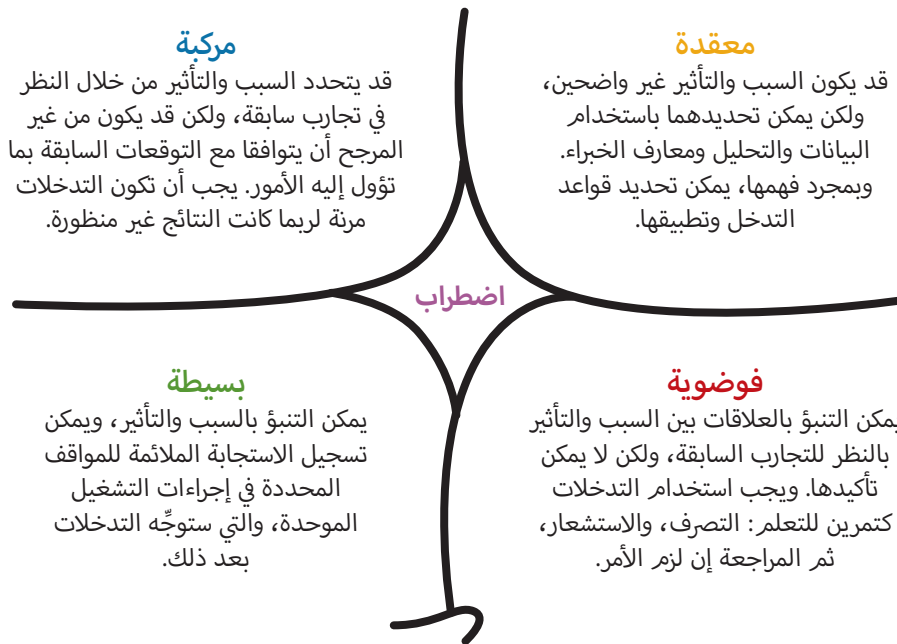 معقدة
قد يكون السبب والتأثير غير واضحين،
ولكن يمكن تحديدهما باستخدام
البيانات والتحليل ومعارف الخبراء.
وبمجرد فهمها، يمكن تحديد قواعد
التدخل وتطبيقها.
مركبة
قد يتحدد السبب والتأثير من خلال النظر
في تجارب سابقة، ولكن قد يكون من غير
المرجح أن يتوافقا مع التوقعات السابقة بما
تؤول إليه الأمور. يجب أن تكون التدخلات
مرنة لربما كانت النتائج غير منظورة.
اضطراب
فوضوية
يمكن التنبؤ بالعلاقات بين السبب والتأثير
بالنظر للتجارب السابقة، ولكن لا يمكن
تأكيدها. ويجب استخدام التدخلات
كتمرين للتعلم: التصرف، والاستشعار،
ثم المراجعة إن لزم الأمر.
بسيطة
يمكن التنبؤ بالسبب والتأثير، ويمكن
تسجيل الاستجابة الملائمة للمواقف
المحددة في إجراءات التشغيل
الموحدة، والتي ستوجِّه التدخلات
بعد ذلك.